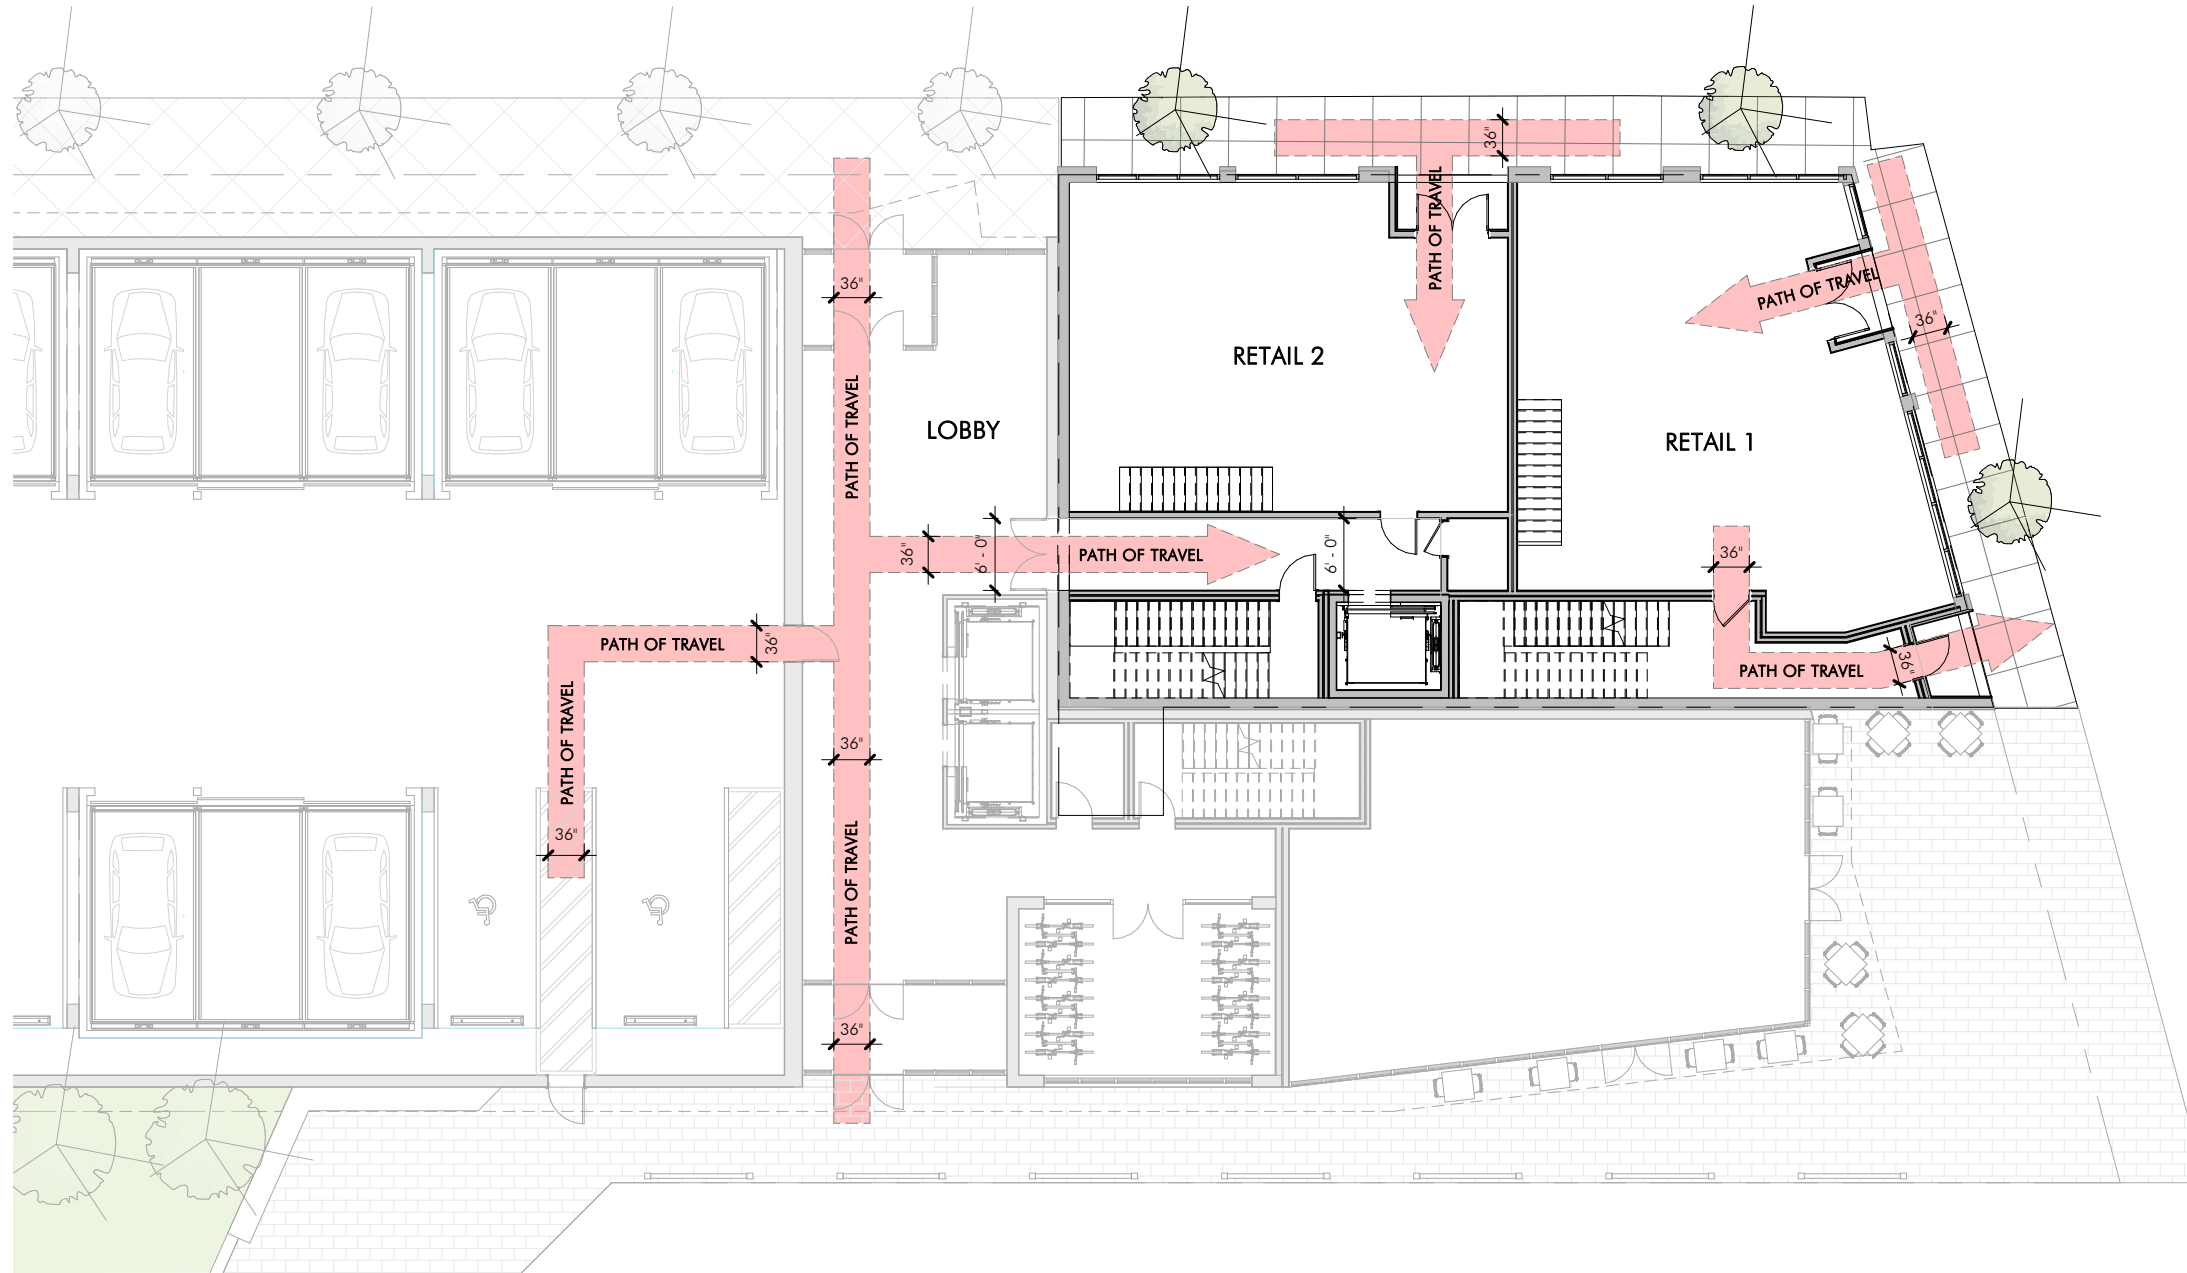 36"
PATH OF TRAVEL
PATH OF TRAVEL
36"
36"
PATH OF TRAVEL
RETAIL 2
PATH OF TRAVEL
LOBBY
RETAIL 1
36"
6' - 0"
PATH OF TRAVEL
6' - 0"
36"
PATH OF TRAVEL
36"
PATH OF TRAVEL
36"
PATH OF TRAVEL
36"
36"
PATH OF TRAVEL
36"